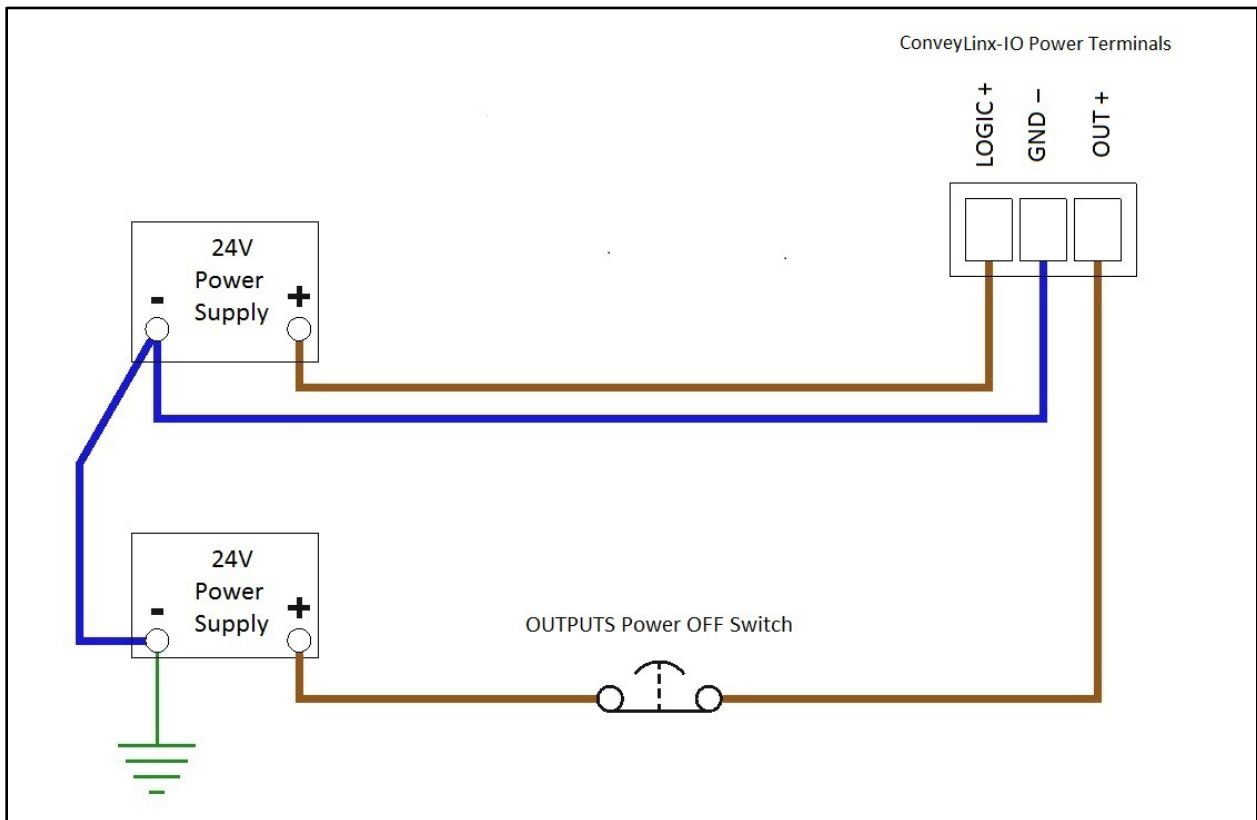 ConveyLinx-IO Power Terminals
LOGIC +
GND −
OUT +
24V
Power
Supply
- +
24V
Power
Supply
- +
OUTPUTS Power OFF Switch